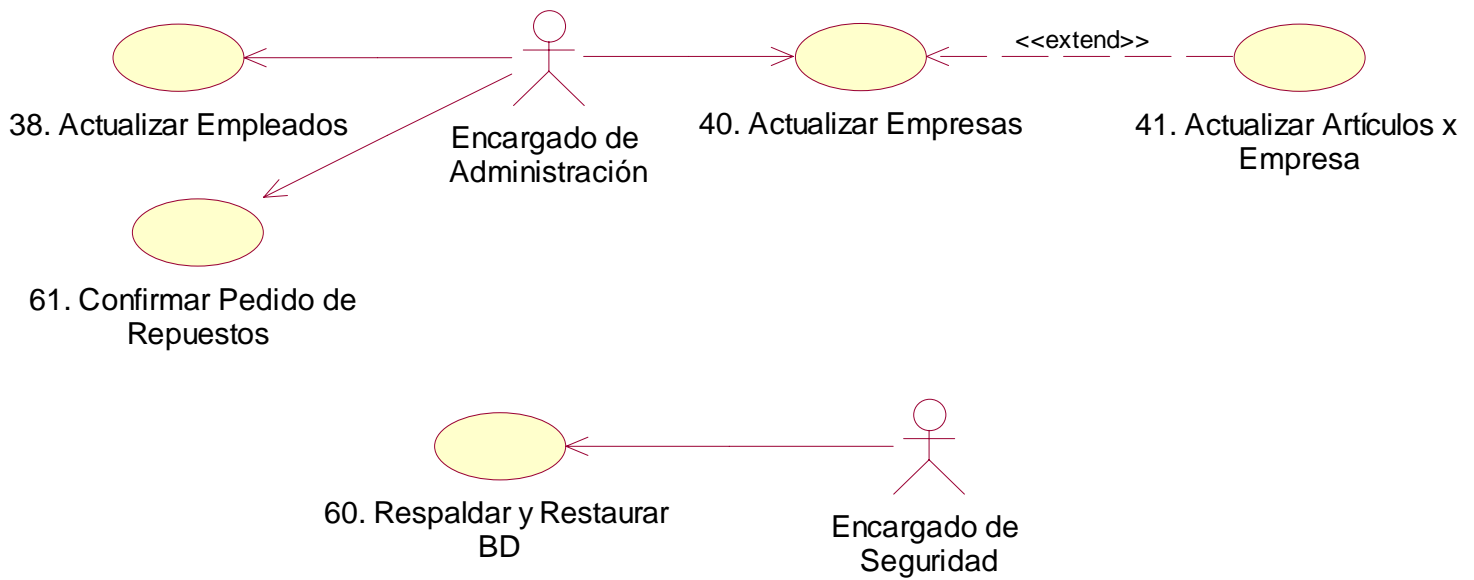 <<extend>>
38. Actualizar Empleados
Encargado de
Administración
40. Actualizar Empresas
41. Actualizar Artículos x
Empresa
61. Confirmar Pedido de
Repuestos
60. Respaldar y Restaurar
BD
Encargado de
Seguridad